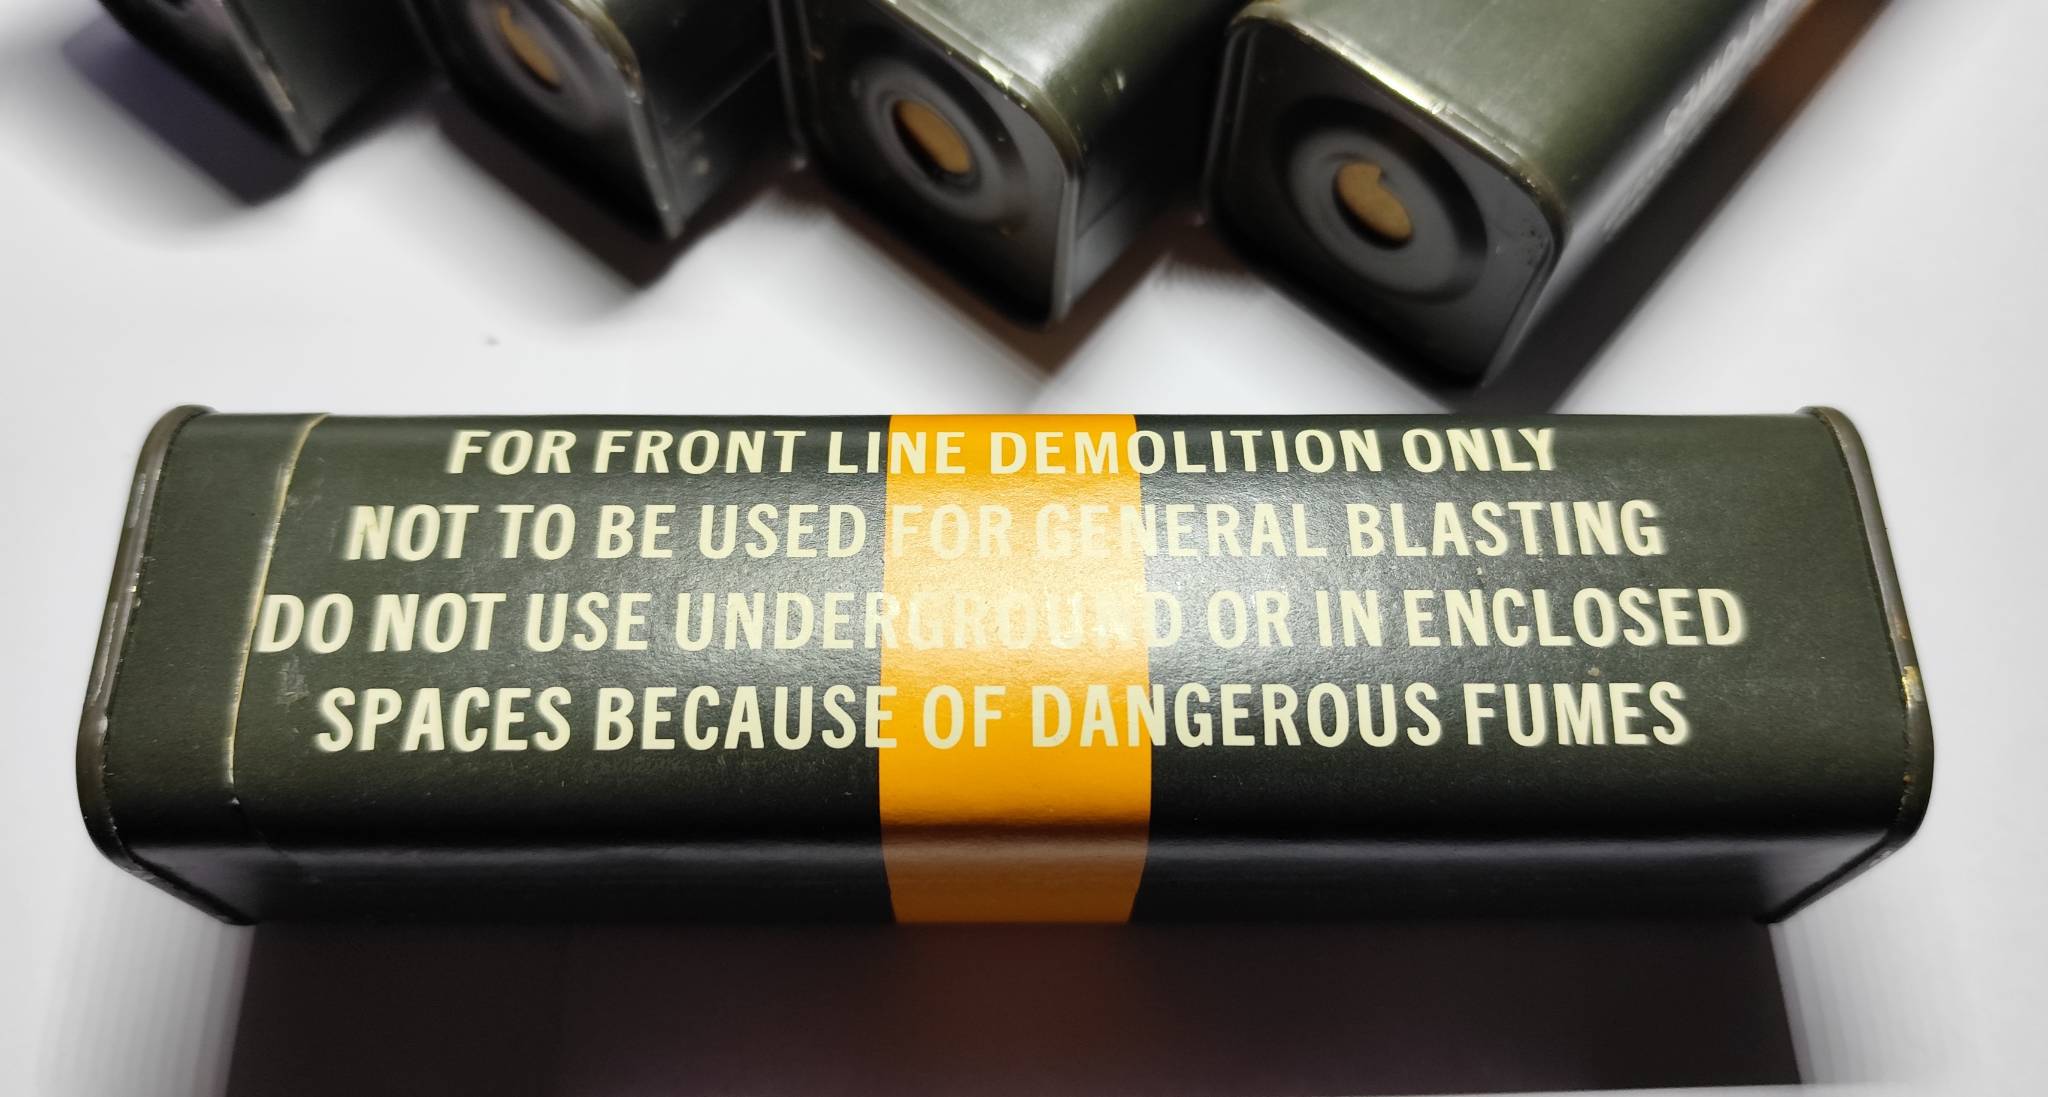 FOR FRONT LINE DEMOLITION ONLY
NOT TO BE USED FOR GENERAL BLASTING
DO NOT USE UNDERGROUND OR IN ENCLOSED
SPACES BECAUSE OF DANGEROUS FUMES